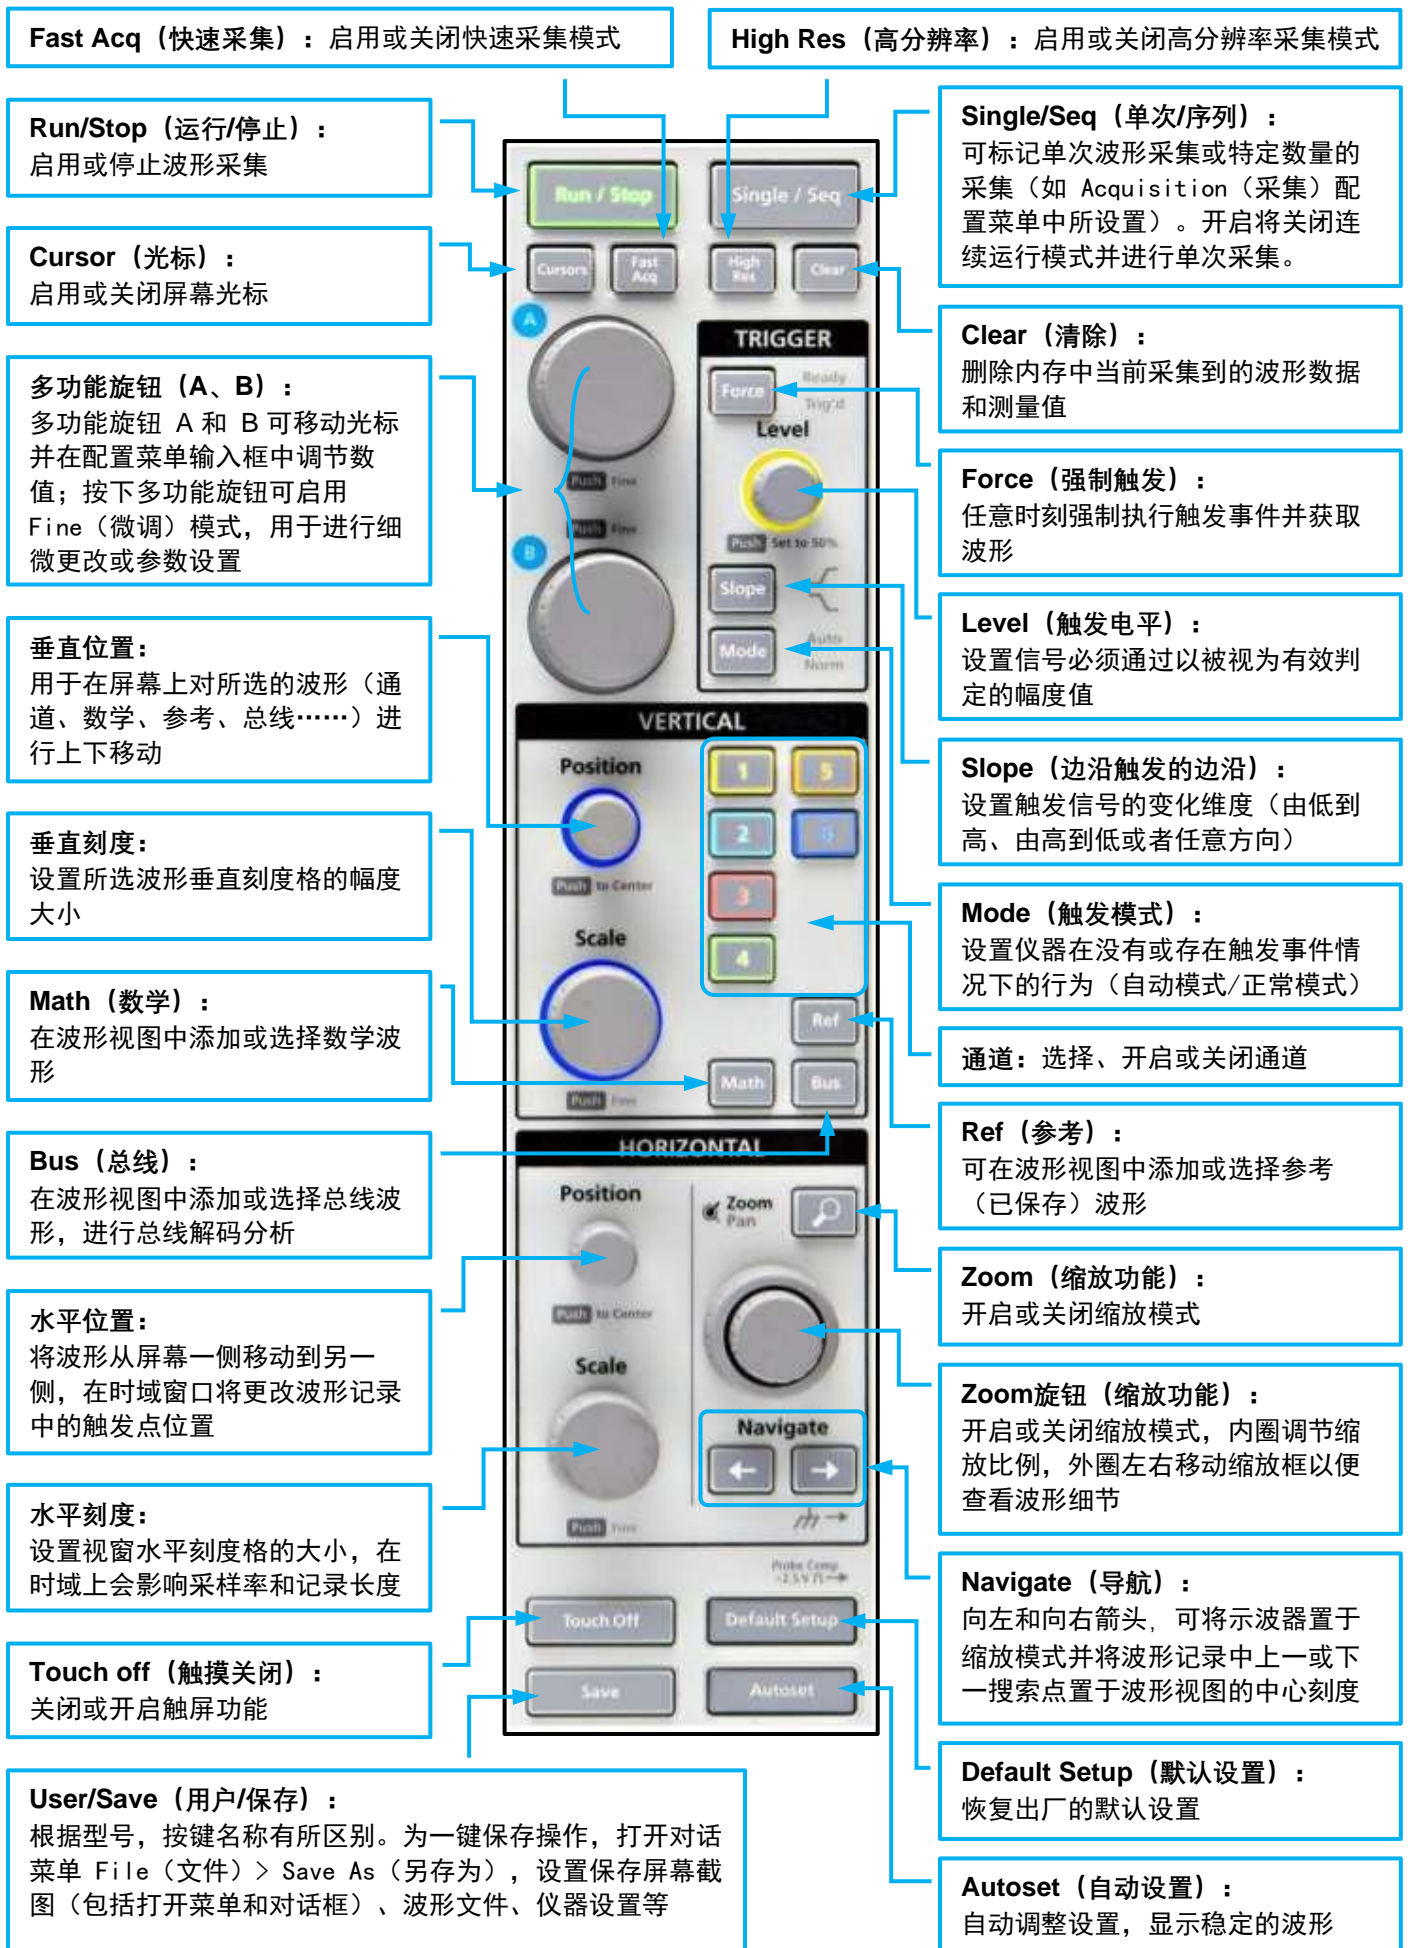 Fast Acq（快速采集）：启用或关闭快速采集模式
High Res（高分辨率）：启用或关闭高分辨率采集模式
Run/Stop（运行/停止）：
启用或停止波形采集
Cursor（光标）：
启用或关闭屏幕光标
多功能旋钮（A、B）：
多功能旋钮 A 和 B 可移动光标
并在配置菜单输入框中调节数
值；按下多功能旋钮可启用
Fine（微调）模式，用于进行细
微更改或参数设置
垂直位置：
用于在屏幕上对所选的波形（通
道、数学、参考、总线……）进
行上下移动
垂直刻度：
设置所选波形垂直刻度格的幅度
大小
Math（数学）：
在波形视图中添加或选择数学波
形
Bus（总线）：
在波形视图中添加或选择总线波
形，进行总线解码分析
水平位置：
将波形从屏幕一侧移动到另一
侧，在时域窗口将更改波形记录
中的触发点位置
水平刻度：
设置视窗水平刻度格的大小，在
时域上会影响采样率和记录长度
Touch off（触摸关闭）：
关闭或开启触屏功能
User/Save（用户/保存）：
根据型号，按键名称有所区别。为一键保存操作，打开对话
菜单 File（文件）> Save As（另存为），设置保存屏幕截
图（包括打开菜单和对话框）、波形文件、仪器设置等
Run / Stop
Single / Seq
Cursors
Fast
Acq
High
Res
Clear
A
TRIGGER
Force
Ready
Trig'd
Level
Push Fine
Push Fine
Push Set to 50%
B
Slope
Mode
Auto
Norm
VERTICAL
Position
1
5
2
6
Push to Center
3
Scale
4
Ref
Math
Bus
Push Fine
HORIZONTAL
Position
Zoom
Pan
Push to Center
Scale
Navigate
Push Fine
Probe Comp
~2.5 V
Touch Off
Default Setup
Save
Autoset
Single/Seq（单次/序列）：
可标记单次波形采集或特定数量的
采集（如 Acquisition（采集）配
置菜单中所设置）。开启将关闭连
续运行模式并进行单次采集。
Clear（清除）：
删除内存中当前采集到的波形数据
和测量值
Force（强制触发）：
任意时刻强制执行触发事件并获取
波形
Level（触发电平）：
设置信号必须通过以被视为有效判
定的幅度值
Slope（边沿触发的边沿）：
设置触发信号的变化维度（由低到
高、由高到低或者任意方向）
Mode（触发模式）：
设置仪器在没有或存在触发事件情
况下的行为（自动模式/正常模式）
通道：选择、开启或关闭通道
Ref（参考）：
可在波形视图中添加或选择参考
（已保存）波形
Zoom（缩放功能）：
开启或关闭缩放模式
Zoom旋钮（缩放功能）：
开启或关闭缩放模式，内圈调节缩
放比例，外圈左右移动缩放框以便
查看波形细节
Navigate（导航）：
向左和向右箭头，可将示波器置于
缩放模式并将波形记录中上一或下
一搜索点置于波形视图的中心刻度
Default Setup（默认设置）：
恢复出厂的默认设置
Autoset（自动设置）：
自动调整设置，显示稳定的波形